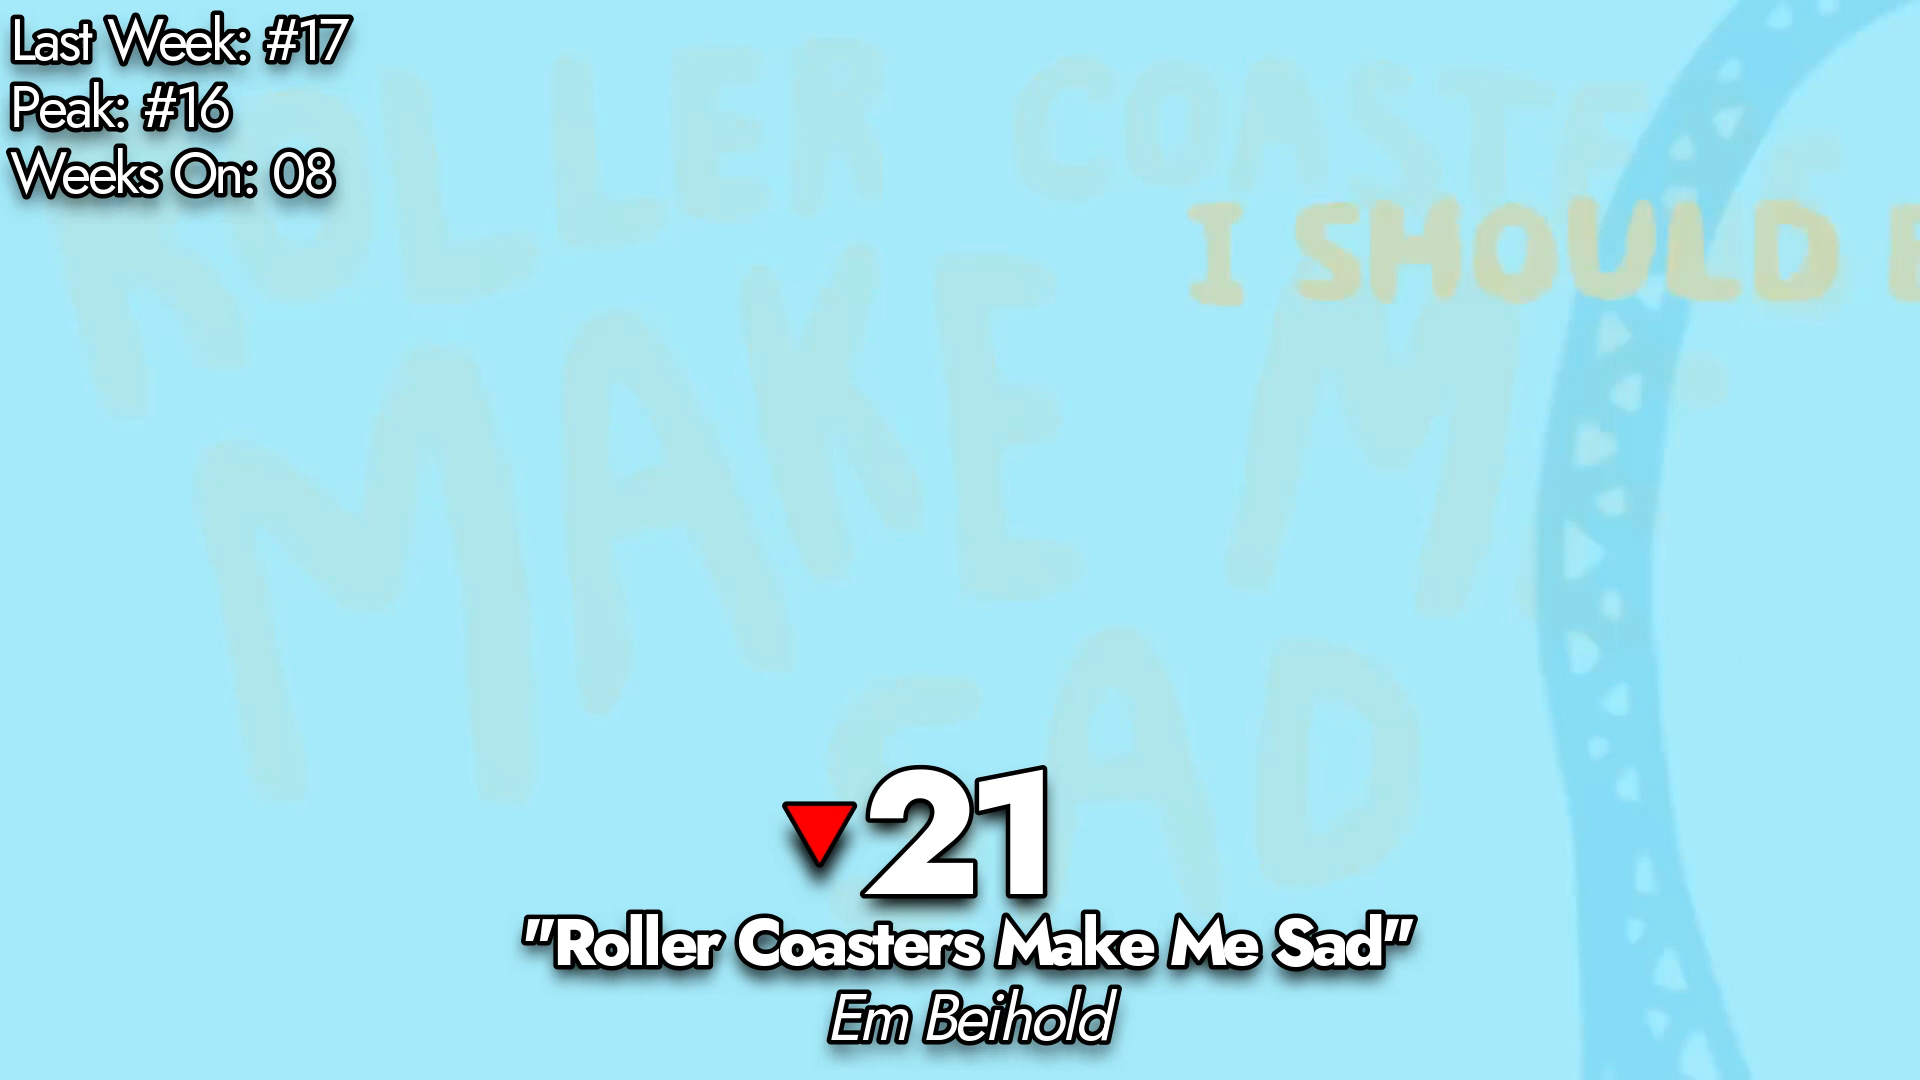 Last Week: #17
Peak: #16
Weeks On: 08
ROLLER COASTERS
I SHOULD
MAKE ME
SAD
21
"Roller Coasters Make Me Sad"
Em Beihold